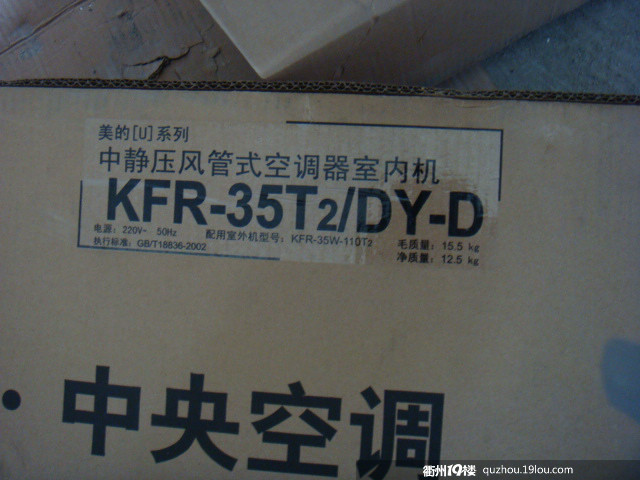 美的[U]系列
中静压风管式空调器室内机
KFR-35T2/DY-D
电源：220V~ 50Hz 配用室外机型号：KFR-35W-110T2 毛质量：15.5 kg
执行标准：GB/T18836-2002 净质量：12.5 kg
·中央空调
衢州19楼 quzhou.19lou.com